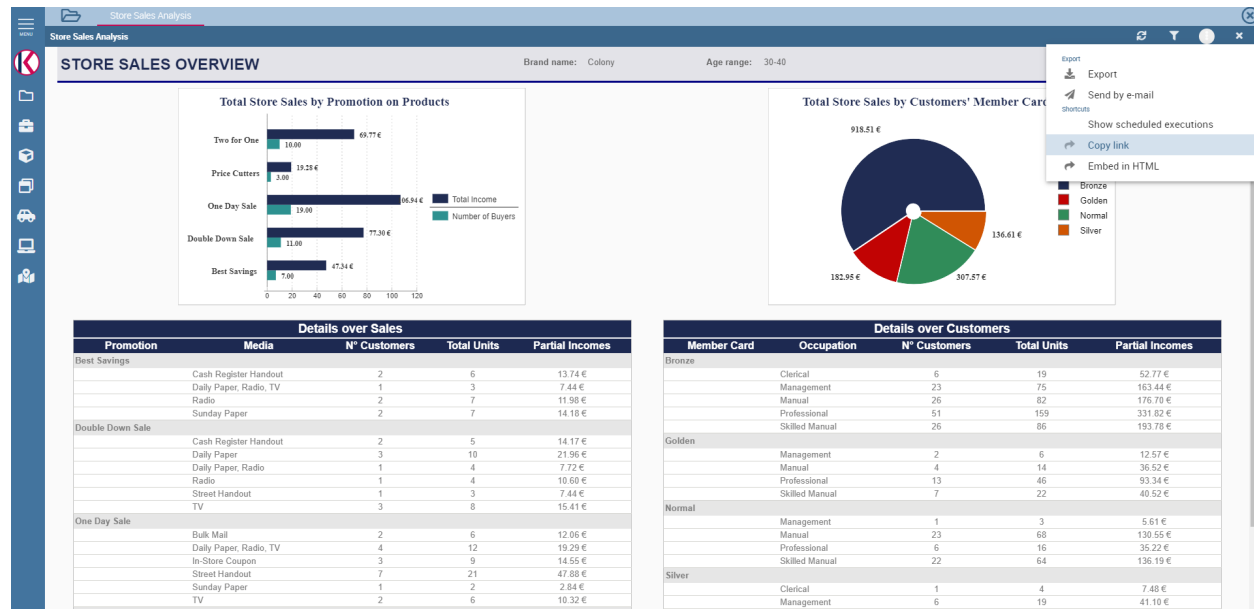 Store Sales Analysis
MENU
Store Sales Analysis
STORE SALES OVERVIEW Brand name: Colony Age range: 30-40
Export
Export
Send by e-mail
Shortcuts
Show scheduled executions
Copy link
Embed in HTML
Total Store Sales by Promotion on Products
Two for One 69.77 €
10.00
Price Cutters 19.28 €
3.00
One Day Sale 06.94 €
19.00
Double Down Sale 77.30 €
11.00
Best Savings 47.34 €
7.00
0 20 40 60 80 100 120
Total Income
Number of Buyers
Total Store Sales by Customers' Member Card
918.51 €
136.61 €
307.57 €
182.95 €
Bronze
Golden
Normal
Silver
Details over Sales
Promotion Media N° Customers Total Units Partial Incomes
Best Savings
Cash Register Handout 2 6 13.74 €
Daily Paper, Radio, TV 1 3 7.44 €
Radio 2 7 11.98 €
Sunday Paper 2 7 14.18 €
Double Down Sale
Cash Register Handout 2 5 14.17 €
Daily Paper 3 10 21.96 €
Daily Paper, Radio 1 4 7.72 €
Radio 1 4 10.60 €
Street Handout 1 3 7.44 €
TV 3 8 15.41 €
One Day Sale
Bulk Mail 2 6 12.06 €
Daily Paper, Radio, TV 4 12 19.29 €
In-Store Coupon 3 9 14.55 €
Street Handout 7 21 47.88 €
Sunday Paper 1 2 2.84 €
TV 2 6 10.32 €
Details over Customers
Member Card Occupation N° Customers Total Units Partial Incomes
Bronze
Clerical 6 19 52.77 €
Management 23 75 163.44 €
Manual 26 82 176.70 €
Professional 51 159 331.82 €
Skilled Manual 26 86 193.78 €
Golden
Management 2 6 12.57 €
Manual 4 14 36.52 €
Professional 13 46 93.34 €
Skilled Manual 7 22 40.52 €
Normal
Management 1 3 5.61 €
Manual 23 68 130.55 €
Professional 6 16 35.22 €
Skilled Manual 22 64 136.19 €
Silver
Clerical 1 4 7.48 €
Management 6 19 41.10 €